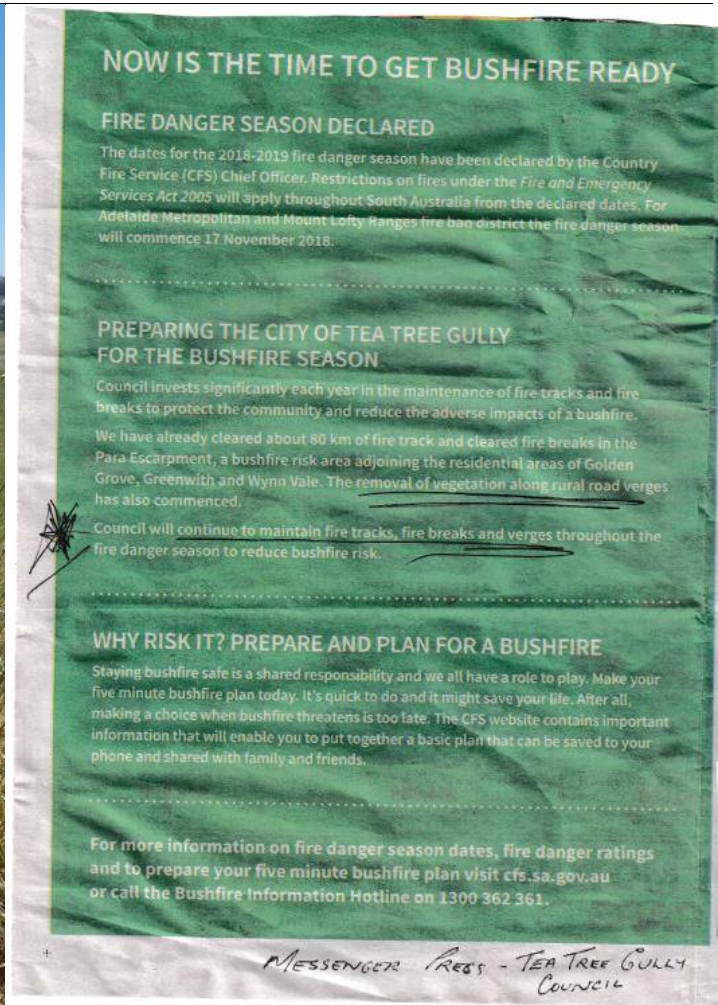 NOW IS THE TIME TO GET BUSHFIRE READY
FIRE DANGER SEASON DECLARED
The dates for the 2018-2019 fire danger season have been declared by the Country
Fire Service (CFS) Chief Officer. Restrictions on fires under the Fire and Emergency
Services Act 2005 will apply throughout South Australia from the declared dates. For
Adelaide Metropolitan and Mount Lofty Ranges fire ban district the fire danger season
will commence 17 November 2018.
PREPARING THE CITY OF TEA TREE GULLY
FOR THE BUSHFIRE SEASON
Council invests significantly each year in the maintenance of fire tracks and fire
breaks to protect the community and reduce the adverse impacts of a bushfire.
We have already cleared about 80 km of fire track and cleared fire breaks in the
Para Escarpment, a bushfire risk area adjoining the residential areas of Golden
Grove, Greenwith and Wynn Vale. The removal of vegetation along rural road verges
has also commenced.
Council will continue to maintain fire tracks, fire breaks and verges throughout the
fire danger season to reduce bushfire risk.
WHY RISK IT? PREPARE AND PLAN FOR A BUSHFIRE
Staying bushfire safe is a shared responsibility and we all have a role to play. Make your
five minute bushfire plan today. It's quick to do and it might save your life. After all,
making a choice when bushfire threatens is too late. The CFS website contains important
information that will enable you to put together a basic plan that can be saved to your
phone and shared with family and friends.
For more information on fire danger season dates, fire danger ratings
and to prepare your five minute bushfire plan visit cfs.sa.gov.au
or call the Bushfire Information Hotline on 1300 362 361.
MESSENGER PRESS - TEA TREE GULLY
COUNCIL